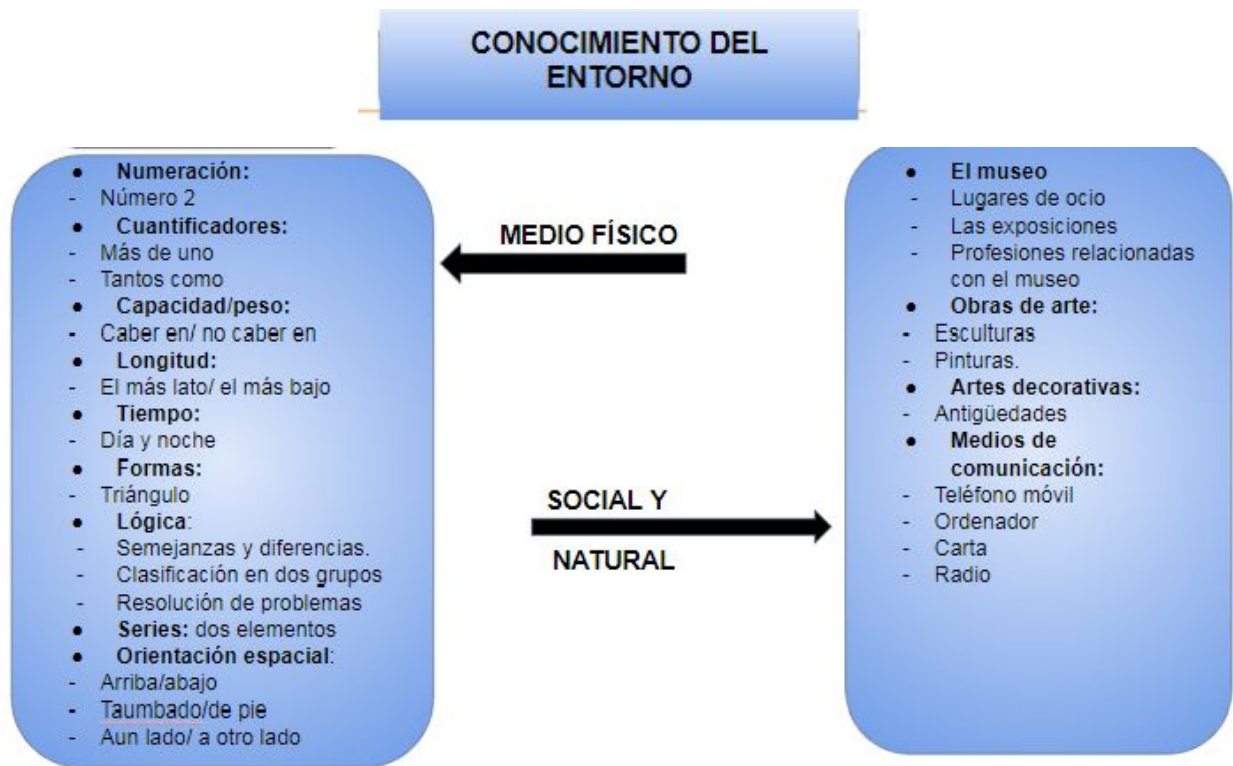 CONOCIMIENTO DEL
ENTORNO
● Numeración:
- Número 2
● Cuantificadores:
- Más de uno
- Tantos como
● Capacidad/peso:
- Caber en/ no caber en
● Longitud:
- El más lato/ el más bajo
● Tiempo:
- Día y noche
● Formas:
- Triángulo
● Lógica:
- Semejanzas y diferencias.
- Clasificación en dos grupos
- Resolución de problemas
● Series: dos elementos
● Orientación espacial:
- Arriba/abajo
- Taumbado/de pie
- Aun lado/ a otro lado
MEDIO FÍSICO
SOCIAL Y
NATURAL
● El museo
- Lugares de ocio
- Las exposiciones
- Profesiones relacionadas
con el museo
● Obras de arte:
- Esculturas
- Pinturas.
● Artes decorativas:
- Antigüedades
● Medios de
comunicación:
- Teléfono móvil
- Ordenador
- Carta
- Radio